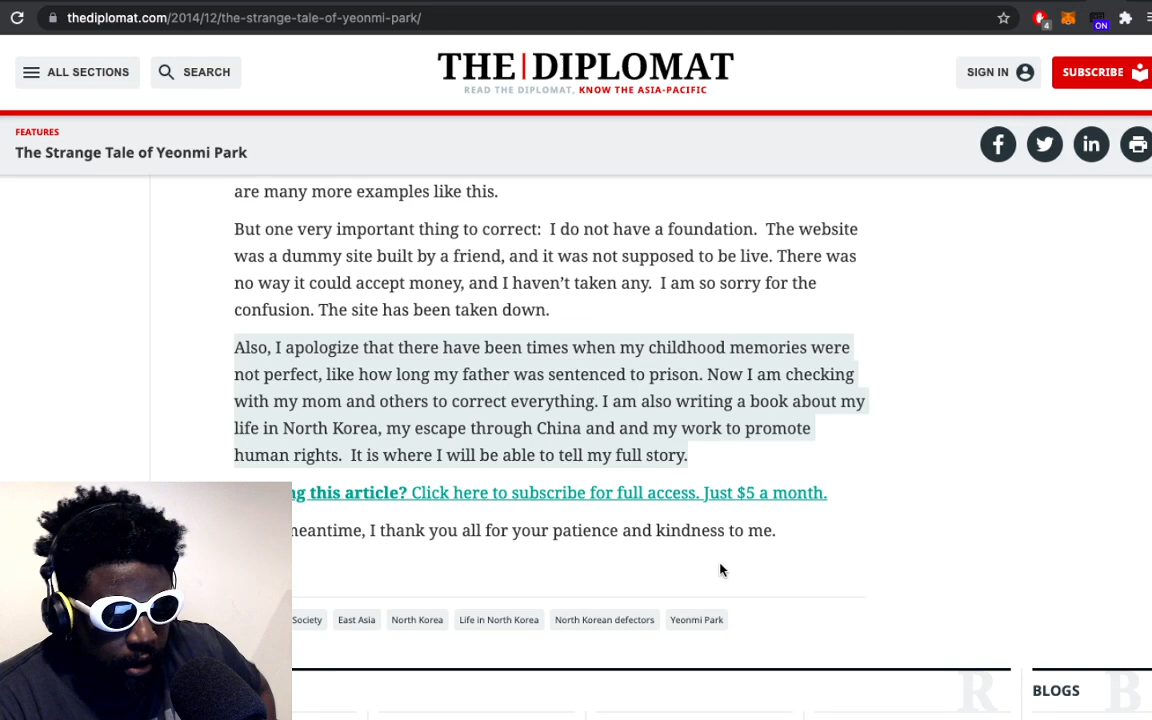 thediplomat.com/2014/12/the-strange-tale-of-yeonmi-park/
4
ON
ALL SECTIONS
SEARCH
THE|DIPLOMAT
READ THE DIPLOMAT, KNOW THE ASIA-PACIFIC
SIGN IN
SUBSCRIBE
FEATURES
The Strange Tale of Yeonmi Park
are many more examples like this.
But one very important thing to correct:  I do not have a foundation.  The website
was a dummy site built by a friend, and it was not supposed to be live. There was
no way it could accept money, and I haven’t taken any.  I am so sorry for the
confusion. The site has been taken down.
Also, I apologize that there have been times when my childhood memories were
not perfect, like how long my father was sentenced to prison. Now I am checking
with my mom and others to correct everything. I am also writing a book about my
life in North Korea, my escape through China and and my work to promote
human rights.  It is where I will be able to tell my full story.
this article? Click here to subscribe for full access. Just $5 a month.
meantime, I thank you all for your patience and kindness to me.
Society
East Asia
North Korea
Life in North Korea
North Korean defectors
Yeonmi Park
R
BLOGS
B